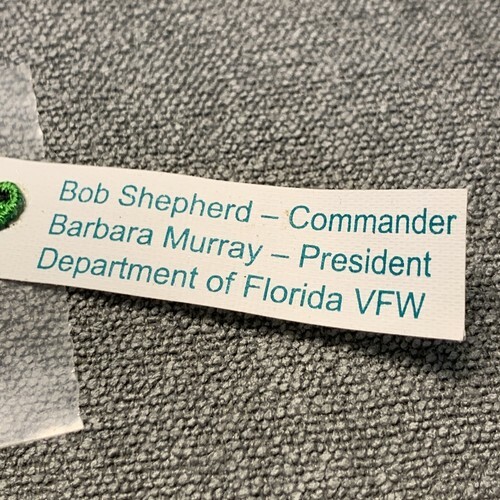 Bob Shepherd – Commander
Barbara Murray – President
Department of Florida VFW